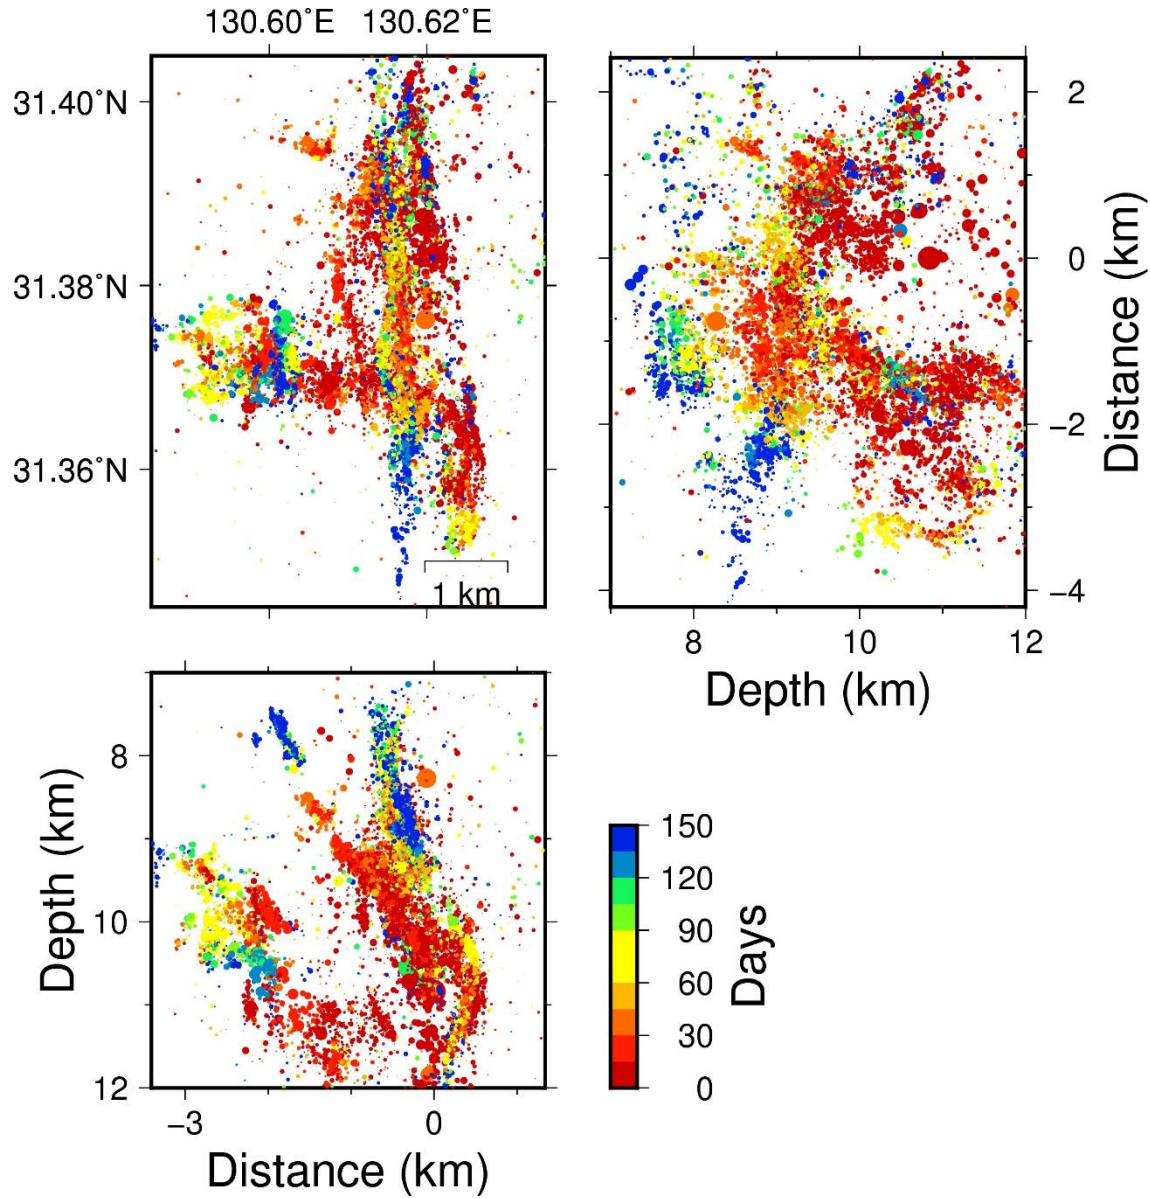 130.60˚E 130.62˚E
31.40˚N
31.38˚N
31.36˚N
1 km
2
0
−2
−4
Distance (km)
8 10 12
Depth (km)
8
10
12
Depth (km)
−3 0
Distance (km)
150
120
90
60
30
0
Days